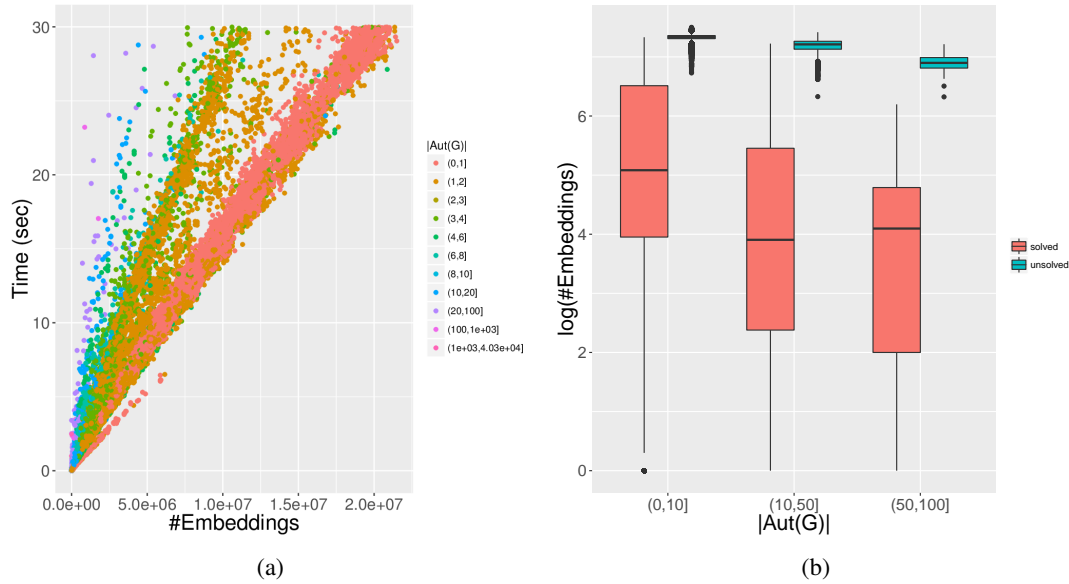 30
20
10
0
Time (sec)
0.0e+00 5.0e+06 1.0e+07 1.5e+07 2.0e+07
#Embeddings
|Aut(G)|
(0,1]
(1,2]
(2,3]
(3,4]
(4,6]
(6,8]
(8,10]
(10,20]
(20,100]
(100,1e+03]
(1e+03,4.03e+04]
(a)
6
4
2
0
log(#Embeddings)
(0,10] (10,50] (50,100]
|Aut(G)|
solved
unsolved
(b)